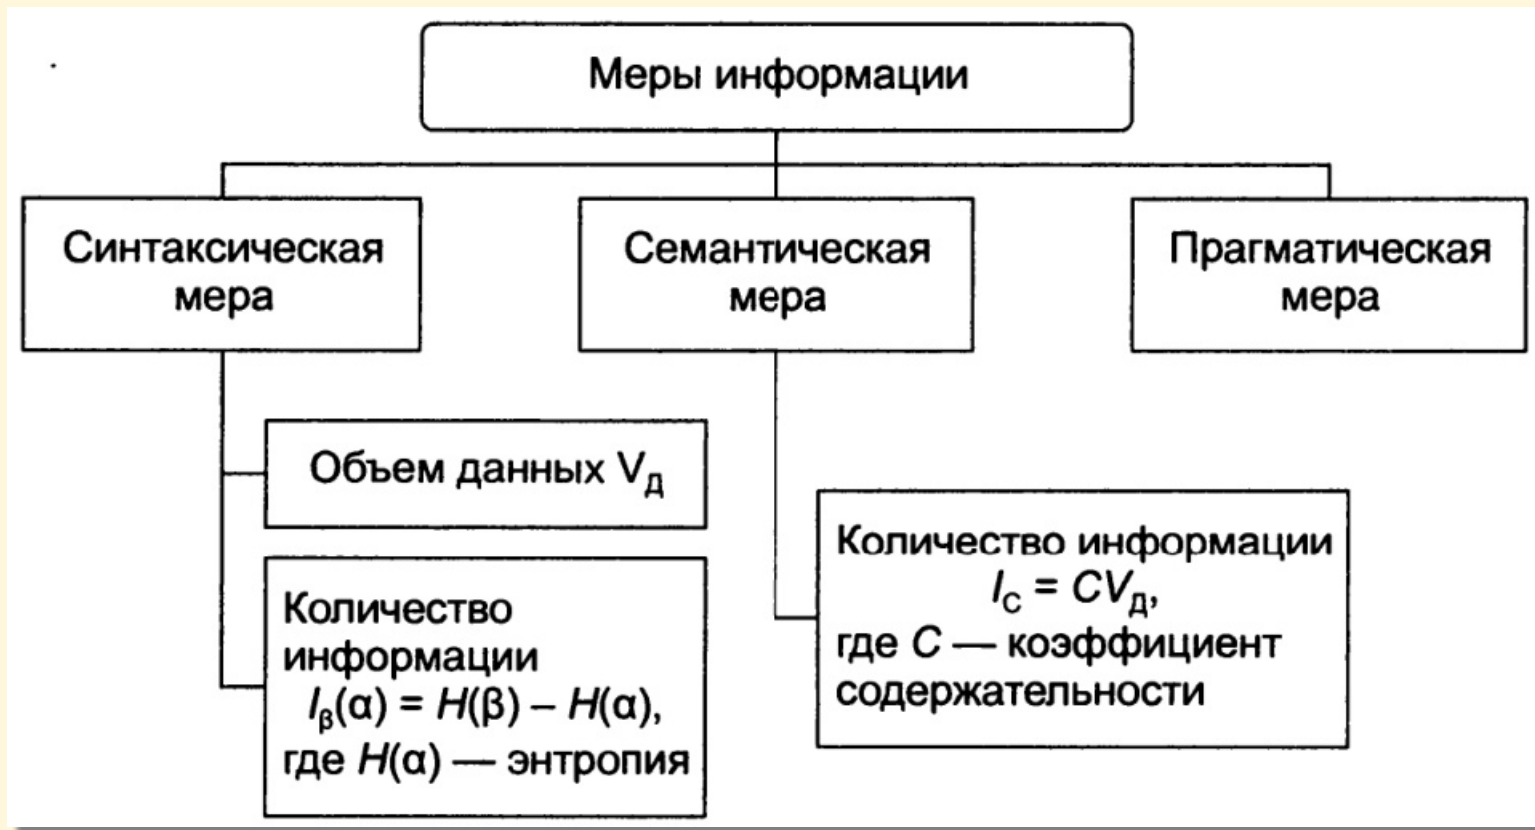 Меры информации
Синтаксическая
мера
Семантическая
мера
Прагматическая
мера
Объем данных Vд
Количество
информации
Iβ(α) = H(β) – H(α),
где H(α) — энтропия
Количество информации
IС = CVд,
где C — коэффициент
содержательности